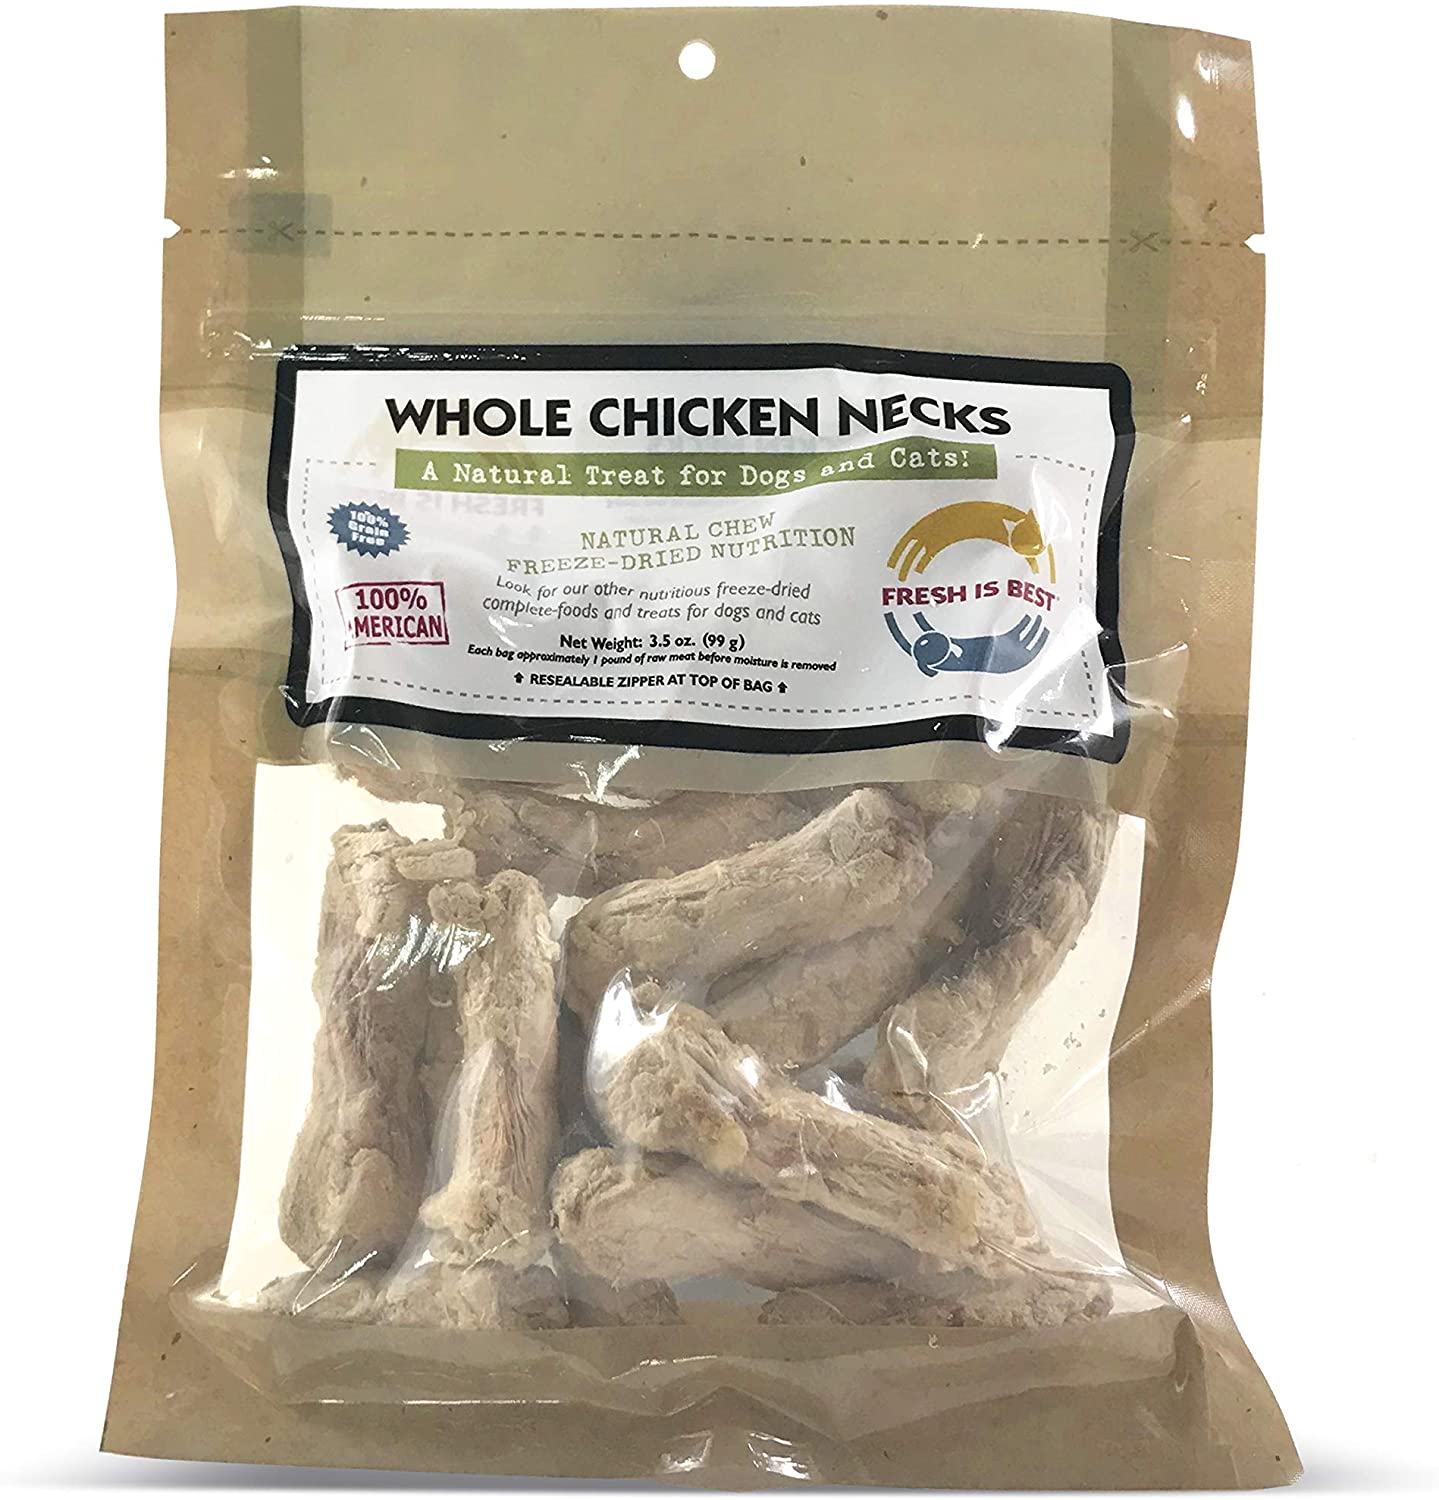 WHOLE CHICKEN NECKS
A Natural Treat for Dogs and Cats!
100%
Grain
Free
NATURAL CHEW
FREEZE-DRIED NUTRITION
Look for our other nutritious freeze-dried
complete-foods and treats for dogs and cats
100%
MERICAN
FRESH IS BEST
Net Weight: 3.5 oz. (99 g)
Each bag approximately 1 pound of raw meat before moisture is removed
⬆ RESEALABLE ZIPPER AT TOP OF BAG ⬆